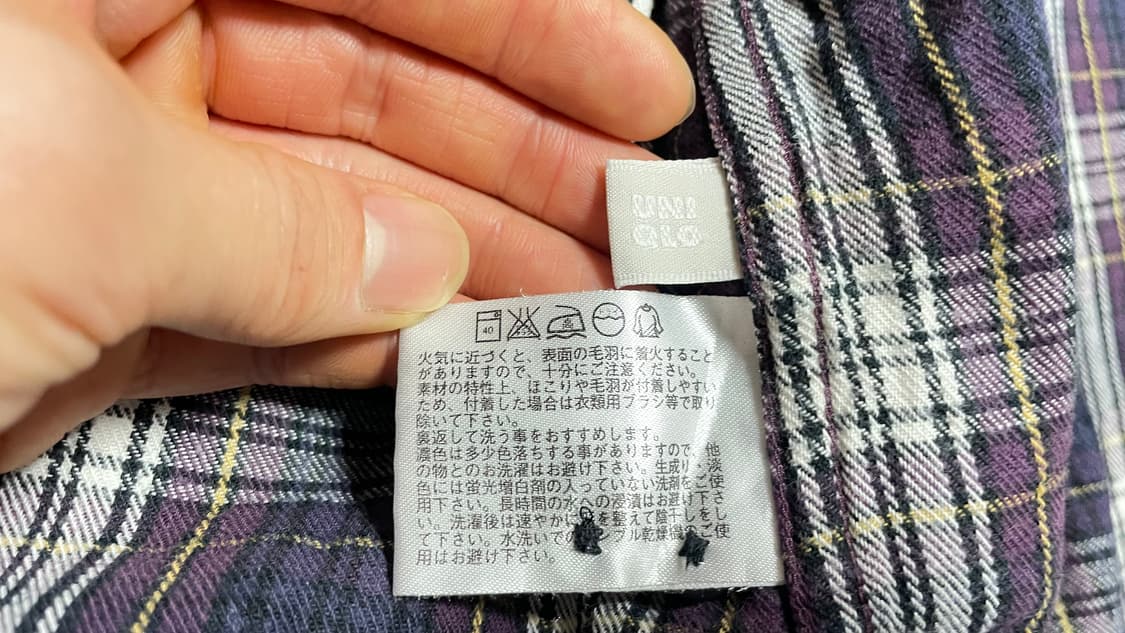 UNI
QLO
40
火気に近づくと、表面の毛羽に着火すること
がありますので、十分にご注意ください。
素材の特性上、ほこりや毛羽が付着しやすい
ため、付着した場合は衣類用ブラシ等で取り
除いて下さい。
裏返して洗う事をおすすめします。
濃色は多少色落ちする事がありますので、他
の物とのお洗濯はお避け下さい。生成り・淡
色には蛍光増白剤の入っていない洗剤をご使
用下さい。長時間の水への浸漬はお避け下さ
い。洗濯後は速やかに を整えて陰干しをし
て下さい。水洗いでの ンブル乾燥機 ご使
用はお避け下さい。